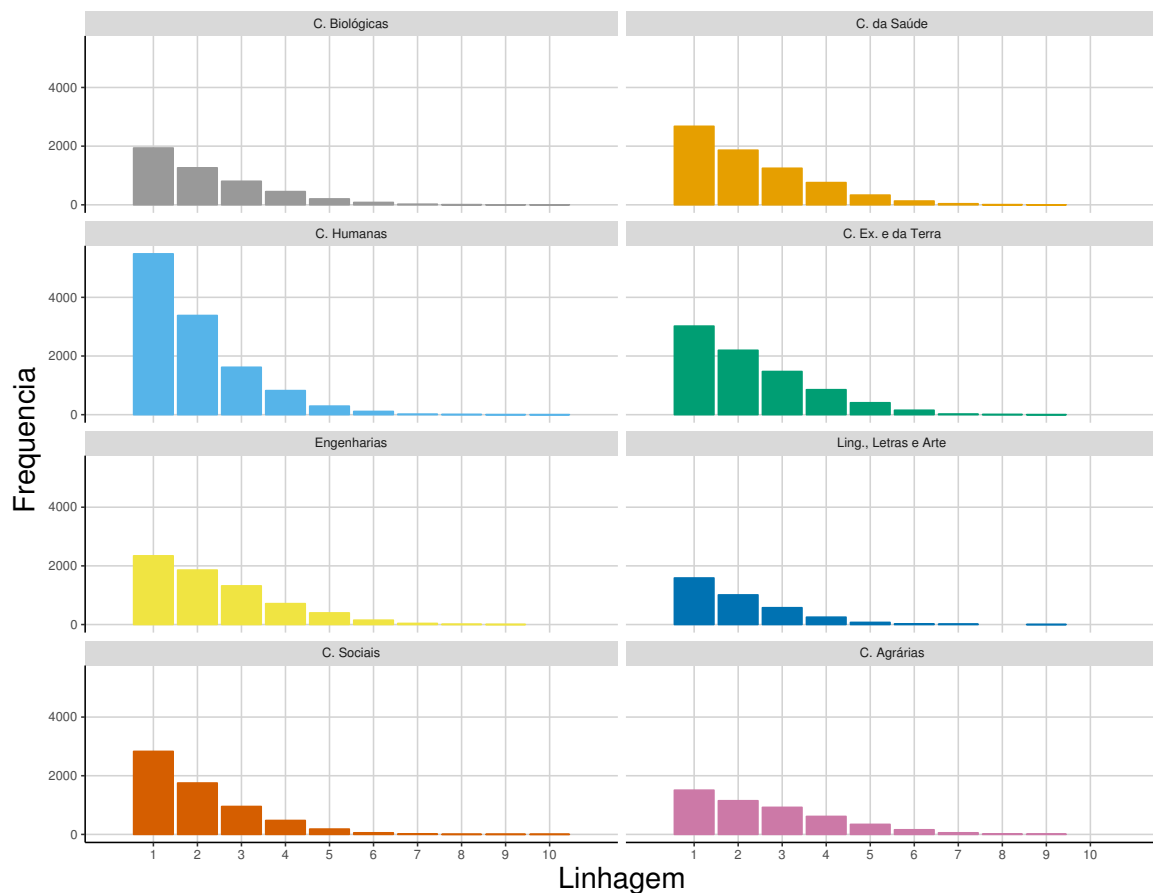 C. Biológicas
C. da Saúde
4000
2000
0
C. Humanas
C. Ex. e da Terra
4000
2000
0
Engenharias
Ling., Letras e Arte
4000
2000
0
C. Sociais
C. Agrárias
4000
2000
0
1 2 3 4 5 6 7 8 9 10
1 2 3 4 5 6 7 8 9 10
Frequencia
Linhagem